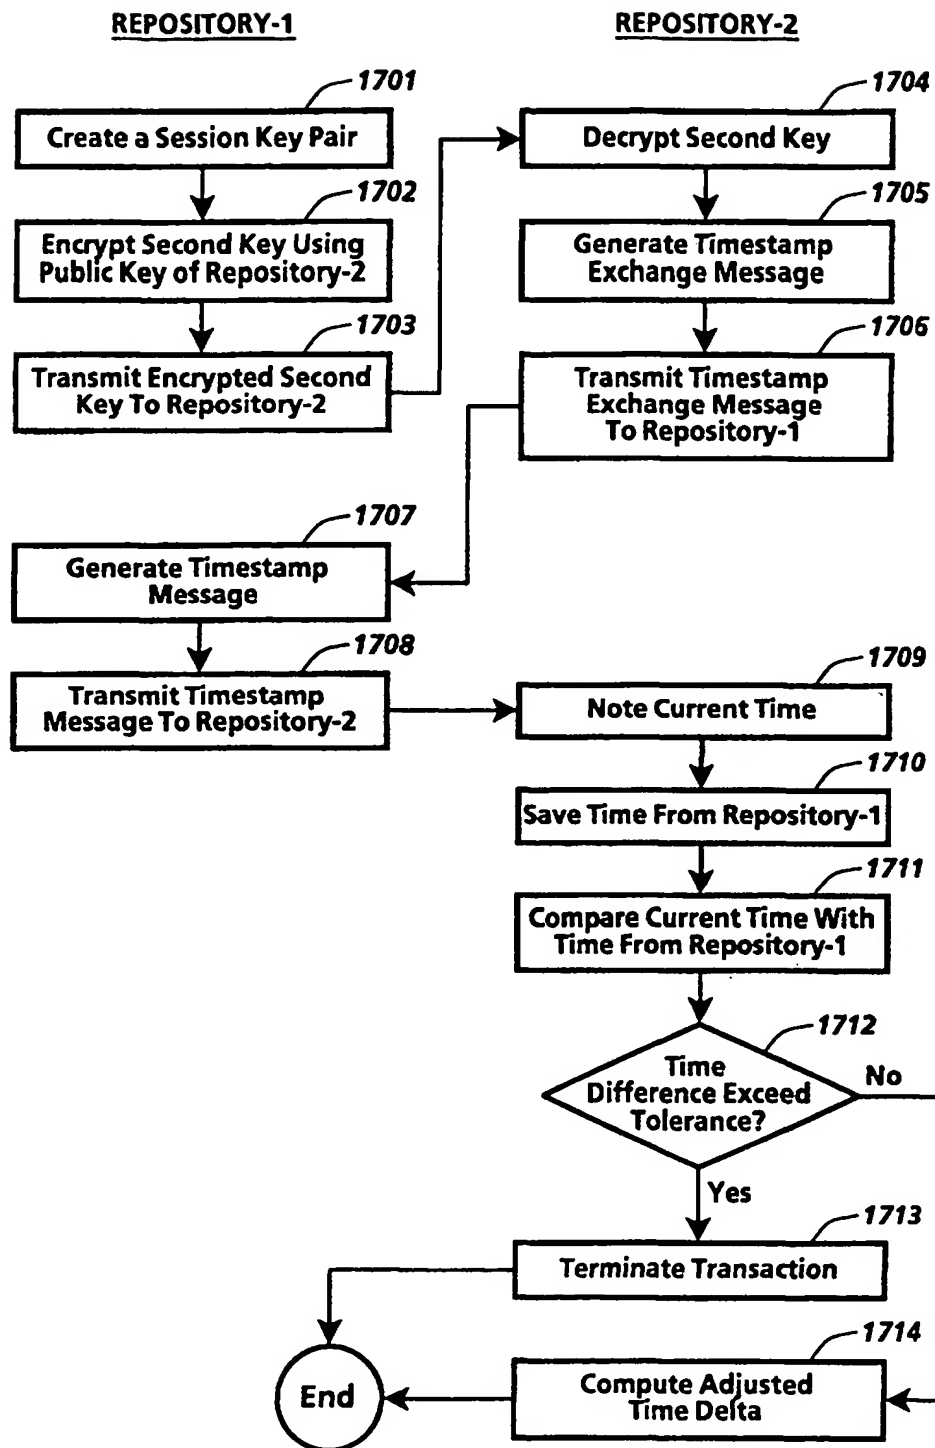 REPOSITORY-1
REPOSITORY-2
1701
Create a Session Key Pair
1702
Encrypt Second Key Using
Public Key of Repository-2
1703
Transmit Encrypted Second
Key To Repository-2
1704
Decrypt Second Key
1705
Generate Timestamp
Exchange Message
1706
Transmit Timestamp
Exchange Message
To Repository-1
1707
Generate Timestamp
Message
1708
Transmit Timestamp
Message To Repository-2
1709
Note Current Time
1710
Save Time From Repository-1
1711
Compare Current Time With
Time From Repository-1
1712
Time
Difference Exceed
Tolerance?
No
Yes
1713
Terminate Transaction
1714
Compute Adjusted
Time Delta
End